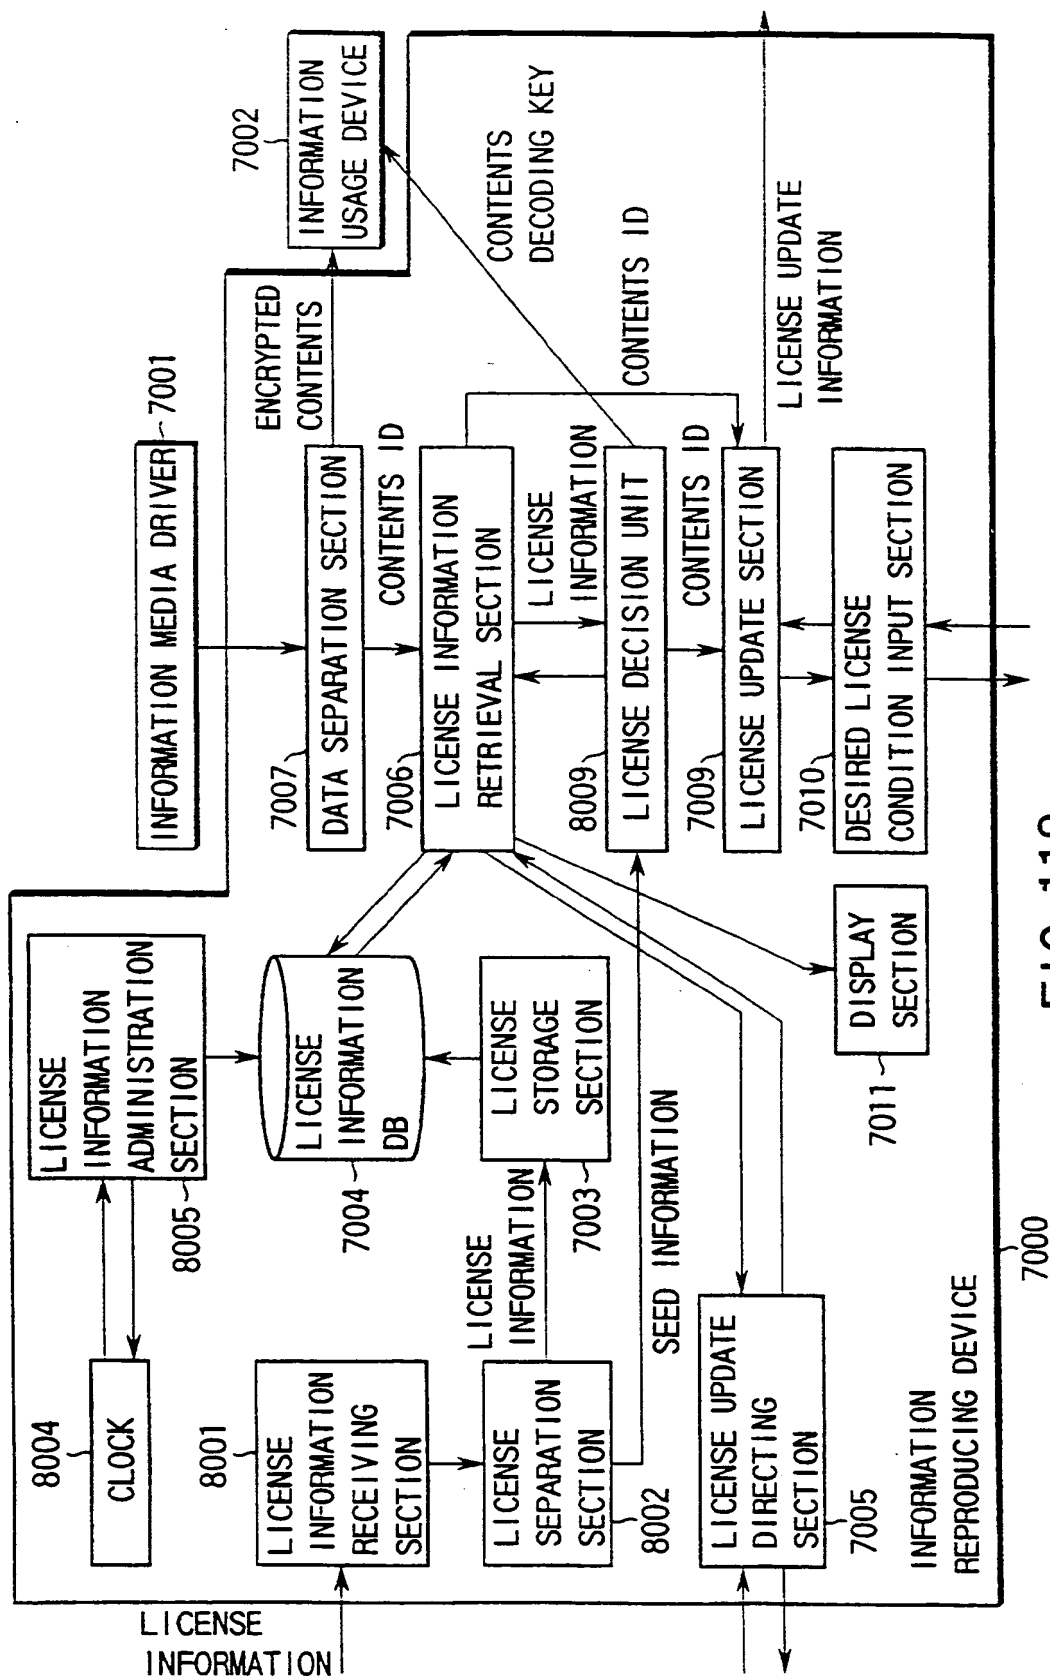 LICENSE
INFORMATION
8004
CLOCK
LICENSE
INFORMATION
ADMINISTRATION
SECTION
8005
8001
LICENSE
INFORMATION
RECEIVING
SECTION
LICENSE
SEPARATION
SECTION
8002
LICENSE
INFORMATION
LICENSE
INFORMATION
DB
7004
LICENSE
STORAGE
SECTION
7003
SEED INFORMATION
LICENSE UPDATE
DIRECTING
SECTION
7005
INFORMATION
REPRODUCING DEVICE
7000
DISPLAY
SECTION
7011
INFORMATION MEDIA DRIVER
7001
7007
DATA SEPARATION SECTION
ENCRYPTED
CONTENTS
7002
INFORMATION
USAGE DEVICE
CONTENTS ID
7006
LICENSE INFORMATION
RETRIEVAL SECTION
LICENSE
INFORMATION
CONTENTS ID
CONTENTS
DECODING KEY
8009
LICENSE DECISION UNIT
CONTENTS ID
7009
LICENSE UPDATE SECTION
LICENSE UPDATE
INFORMATION
7010
DESIRED LICENSE
CONDITION INPUT SECTION